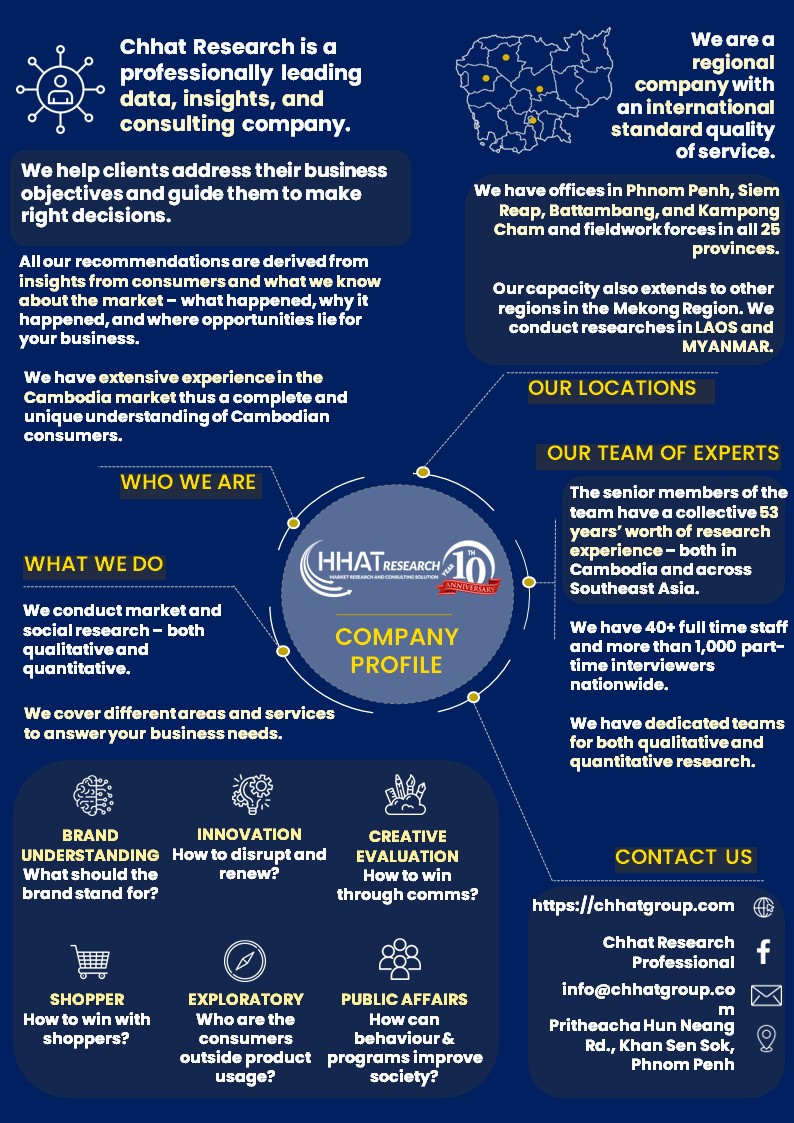 Chhat Research is a
professionally leading
data, insights, and
consulting company.
We help clients address their business
objectives and guide them to make
right decisions.
All our recommendations are derived from
insights from consumers and what we know
about the market – what happened, why it
happened, and where opportunities lie for
your business.
We have extensive experience in the
Cambodia market thus a complete and
unique understanding of Cambodian
consumers.
WHO WE ARE
We are a
regional
company with
an international
standard quality
of service.
We have offices in Phnom Penh, Siem
Reap, Battambang, and Kampong
Cham and fieldwork forces in all 25
provinces.
Our capacity also extends to other
regions in the Mekong Region. We
conduct researches in LAOS and
MYANMAR.
OUR LOCATIONS
OUR TEAM OF EXPERTS
The senior members of the
team have a collective 53
years’ worth of research
experience – both in
Cambodia and across
Southeast Asia.
We have 40+ full time staff
and more than 1,000 part-
time interviewers
nationwide.
We have dedicated teams
for both qualitative and
quantitative research.
CHHAT RESEARCH
MARKET RESEARCH AND CONSULTING SOLUTION
YEAR 10TH
ANNIVERSARY
COMPANY
PROFILE
WHAT WE DO
We conduct market and
social research – both
qualitative and
quantitative.
We cover different areas and services
to answer your business needs.
BRAND
UNDERSTANDING
What should the
brand stand for?
INNOVATION
How to disrupt and
renew?
CREATIVE
EVALUATION
How to win
through comms?
SHOPPER
How to win with
shoppers?
EXPLORATORY
Who are the
consumers
outside product
usage?
PUBLIC AFFAIRS
How can
behaviour &
programs improve
society?
CONTACT US
https://chhatgroup.com
Chhat Research
Professional
info@chhatgroup.co
m
Pritheacha Hun Neang
Rd., Khan Sen Sok,
Phnom Penh